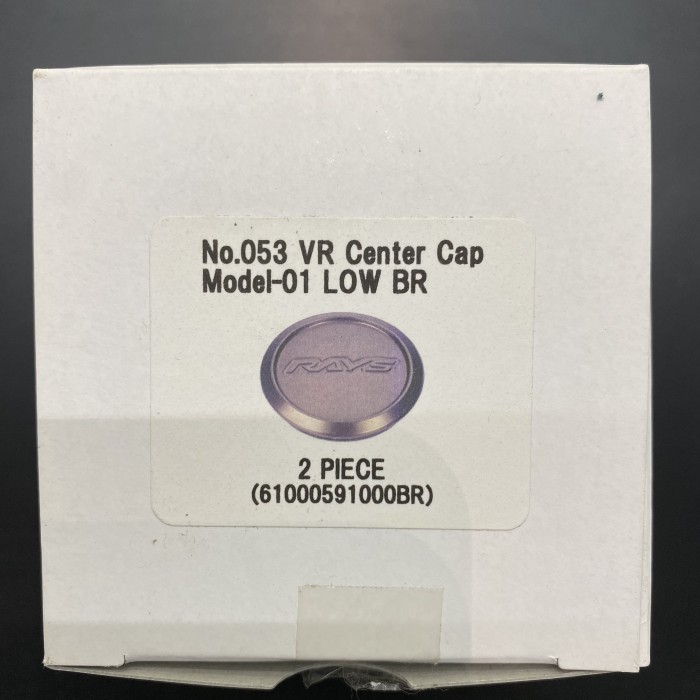 No.053 VR Center Cap
Model-01 LOW BR
RAYS
2 PIECE
(61000591000BR)